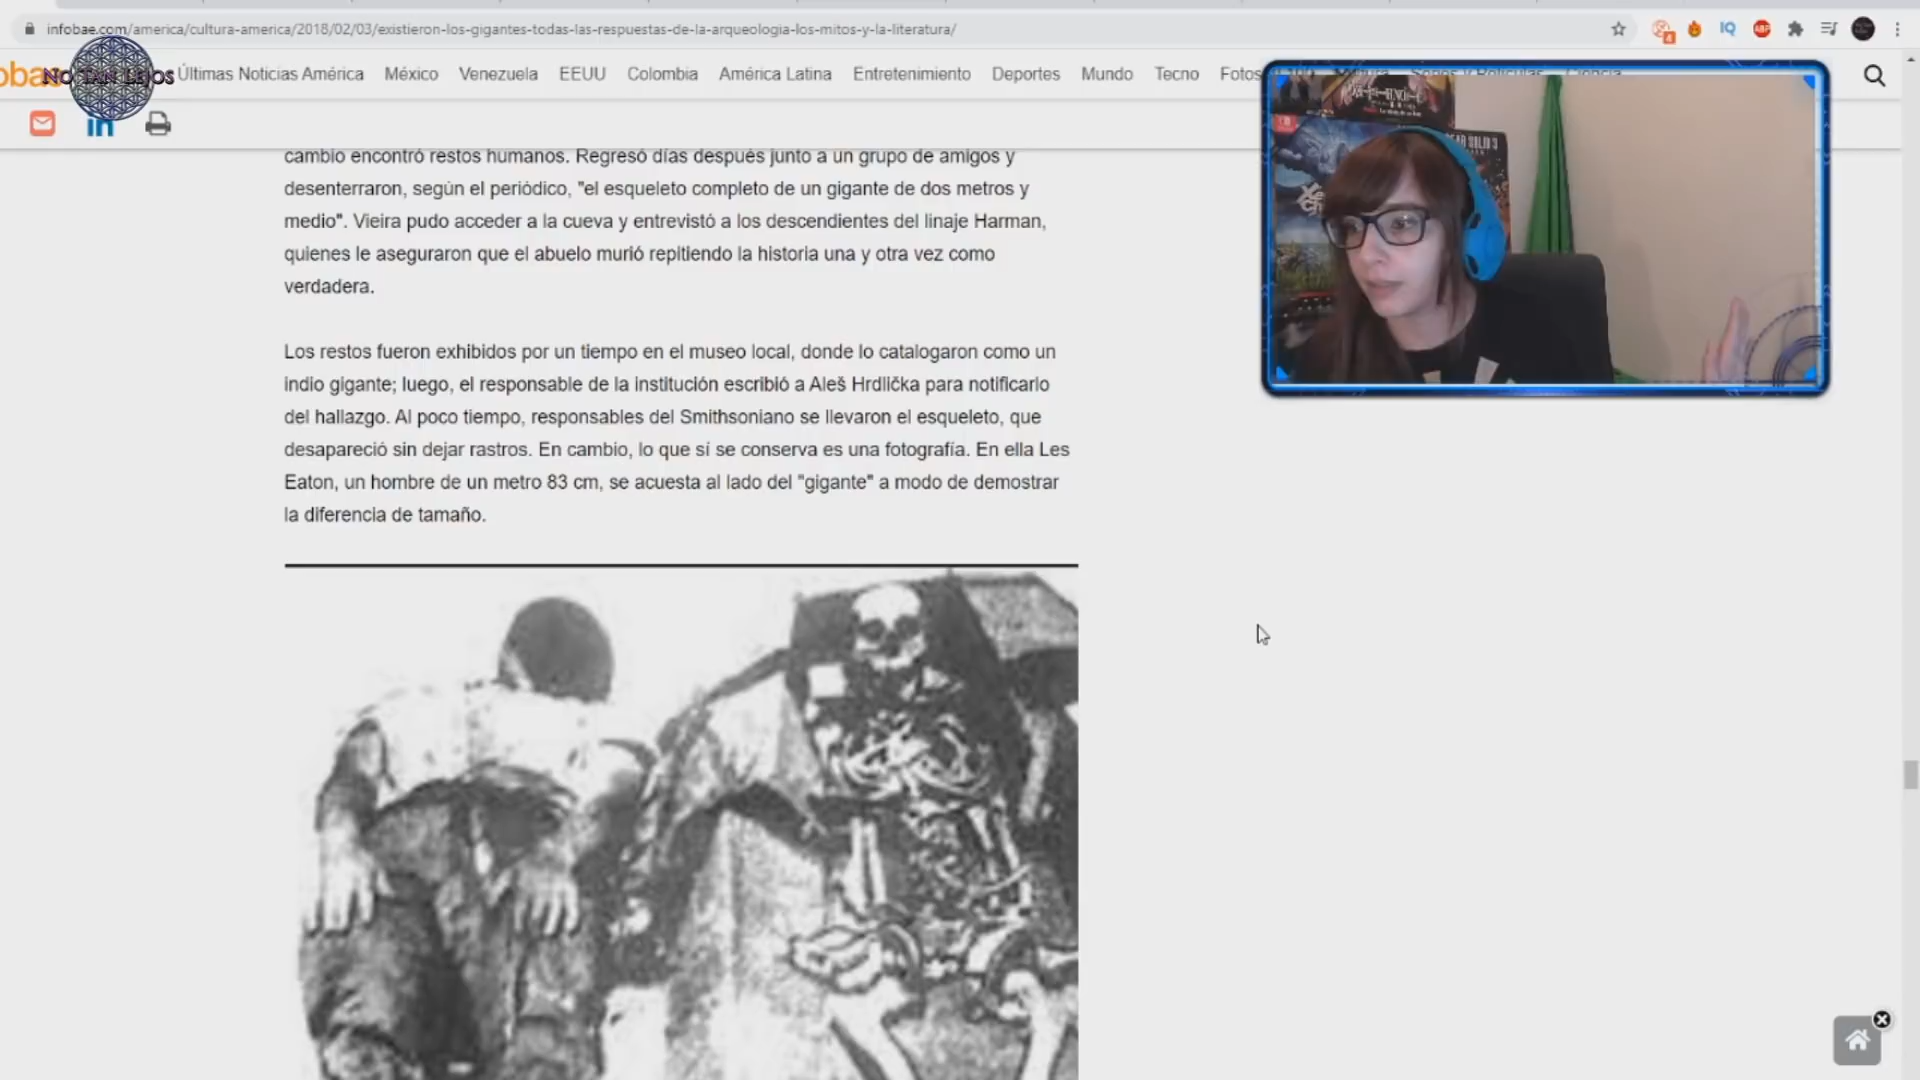 infobae.com/america/cultura-america/2018/02/03/existieron-los-gigantes-todas-las-respuestas-de-la-arqueologia-los-mitos-y-la-literatura/
NO TAN LEJOS
Últimas Noticias América México Venezuela EEUU Colombia América Latina Entretenimiento Deportes Mundo Tecno Fotos
cambio encontró restos humanos. Regresó días después junto a un grupo de amigos y
desenterraron, según el periódico, "el esqueleto completo de un gigante de dos metros y
medio". Vieira pudo acceder a la cueva y entrevistó a los descendientes del linaje Harman,
quienes le aseguraron que el abuelo murió repitiendo la historia una y otra vez como
verdadera.
Los restos fueron exhibidos por un tiempo en el museo local, donde lo catalogaron como un
indio gigante; luego, el responsable de la institución escribió a Aleš Hrdlička para notificarlo
del hallazgo. Al poco tiempo, responsables del Smithsoniano se llevaron el esqueleto, que
desapareció sin dejar rastros. En cambio, lo que sí se conserva es una fotografía. En ella Les
Eaton, un hombre de un metro 83 cm, se acuesta al lado del "gigante" a modo de demostrar
la diferencia de tamaño.